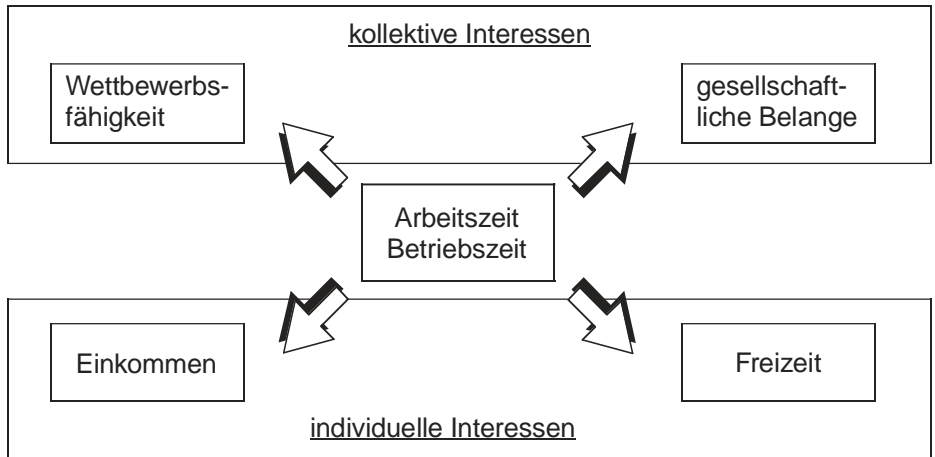 kollektive Interessen
Wettbewerbs-
fähigkeit
gesellschaft-
liche Belange
Arbeitszeit
Betriebszeit
Einkommen
Freizeit
individuelle Interessen